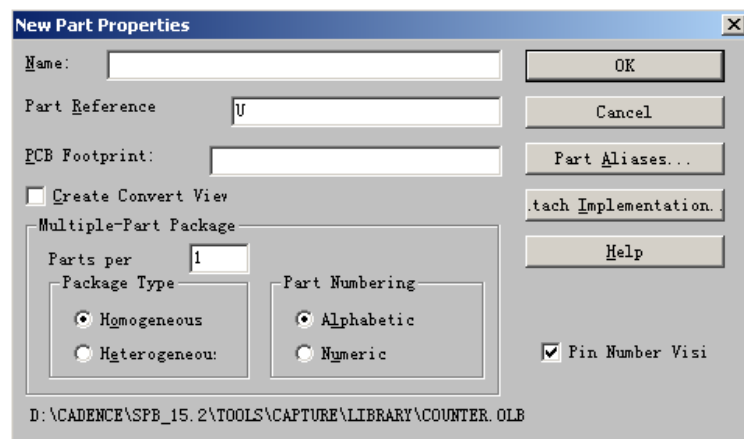 New Part Properties
Name:
OK
Part Reference
U
Cancel
PCB Footprint:
Part Aliases...
Create Convert View
.tach Implementation..
Multiple-Part Package
Parts per
1
Help
Package Type
Part Numbering
Homogeneous
Alphabetic
Heterogeneou:
Numeric
Pin Number Visi
D:\CADENCE\SPB_15.2\TOOLS\CAPTURE\LIBRARY\COUNTER.OLB